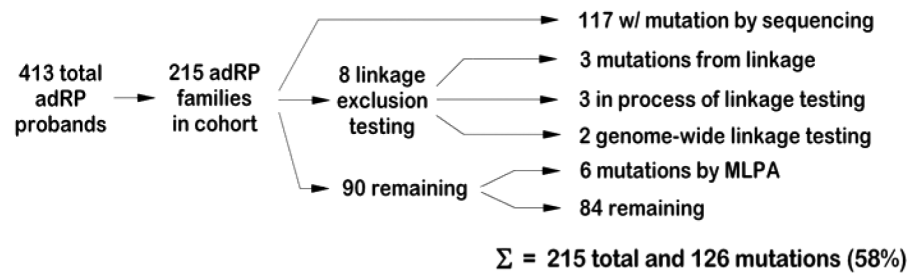 413 total
adRP
probands
215 adRP
families
in cohort
117 w/ mutation by sequencing
8 linkage
exclusion
testing
3 mutations from linkage
3 in process of linkage testing
2 genome-wide linkage testing
90 remaining
6 mutations by MLPA
84 remaining
Σ = 215 total and 126 mutations (58%)